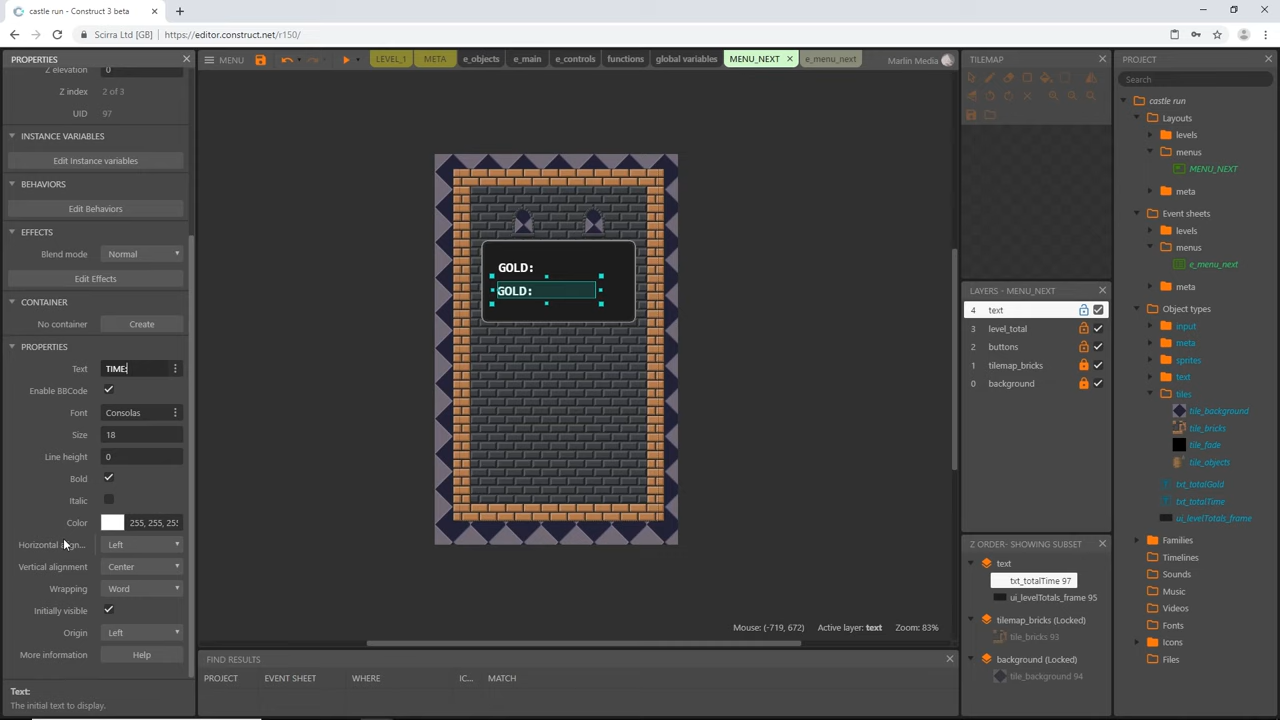 castle run - Construct 3 beta
Scirra Ltd [GB]
https://editor.construct.net/r150/
PROPERTIES
MENU
LEVEL_1
META
e_objects
e_main
e_controls
functions
global variables
MENU_NEXT
e_menu_next
Marlin Media
Z elevation 0
Z index 2 of 3
UID 97
INSTANCE VARIABLES
Edit Instance variables
BEHAVIORS
Edit Behaviors
EFFECTS
Blend mode Normal
Edit Effects
CONTAINER
No container Create
PROPERTIES
Text TIME:
Enable BBCode
Font Consolas
Size 18
Line height 0
Bold
Italic
Color 255, 255, 255
Horizontal align... Left
Vertical alignment Center
Wrapping Word
Initially visible
Origin Left
More information Help
Text:
The initial text to display.
GOLD:
GOLD:
Mouse: (-719, 672) Active layer: text Zoom: 83%
FIND RESULTS
PROJECT EVENT SHEET WHERE IC... MATCH
TILEMAP
LAYERS - MENU_NEXT
4 text
3 level_total
2 buttons
1 tilemap_bricks
0 background
Z ORDER- SHOWING SUBSET
text
txt_totalTime 97
ui_levelTotals_frame 95
tilemap_bricks (Locked)
tile_bricks 93
background (Locked)
tile_background 94
PROJECT
Search
castle run
Layouts
levels
menus
MENU_NEXT
meta
Event sheets
levels
menus
e_menu_next
meta
Object types
input
meta
sprites
text
tiles
tile_background
tile_bricks
tile_fade
tile_objects
txt_totalGold
txt_totalTime
ui_levelTotals_frame
Families
Timelines
Sounds
Music
Videos
Fonts
Icons
Files